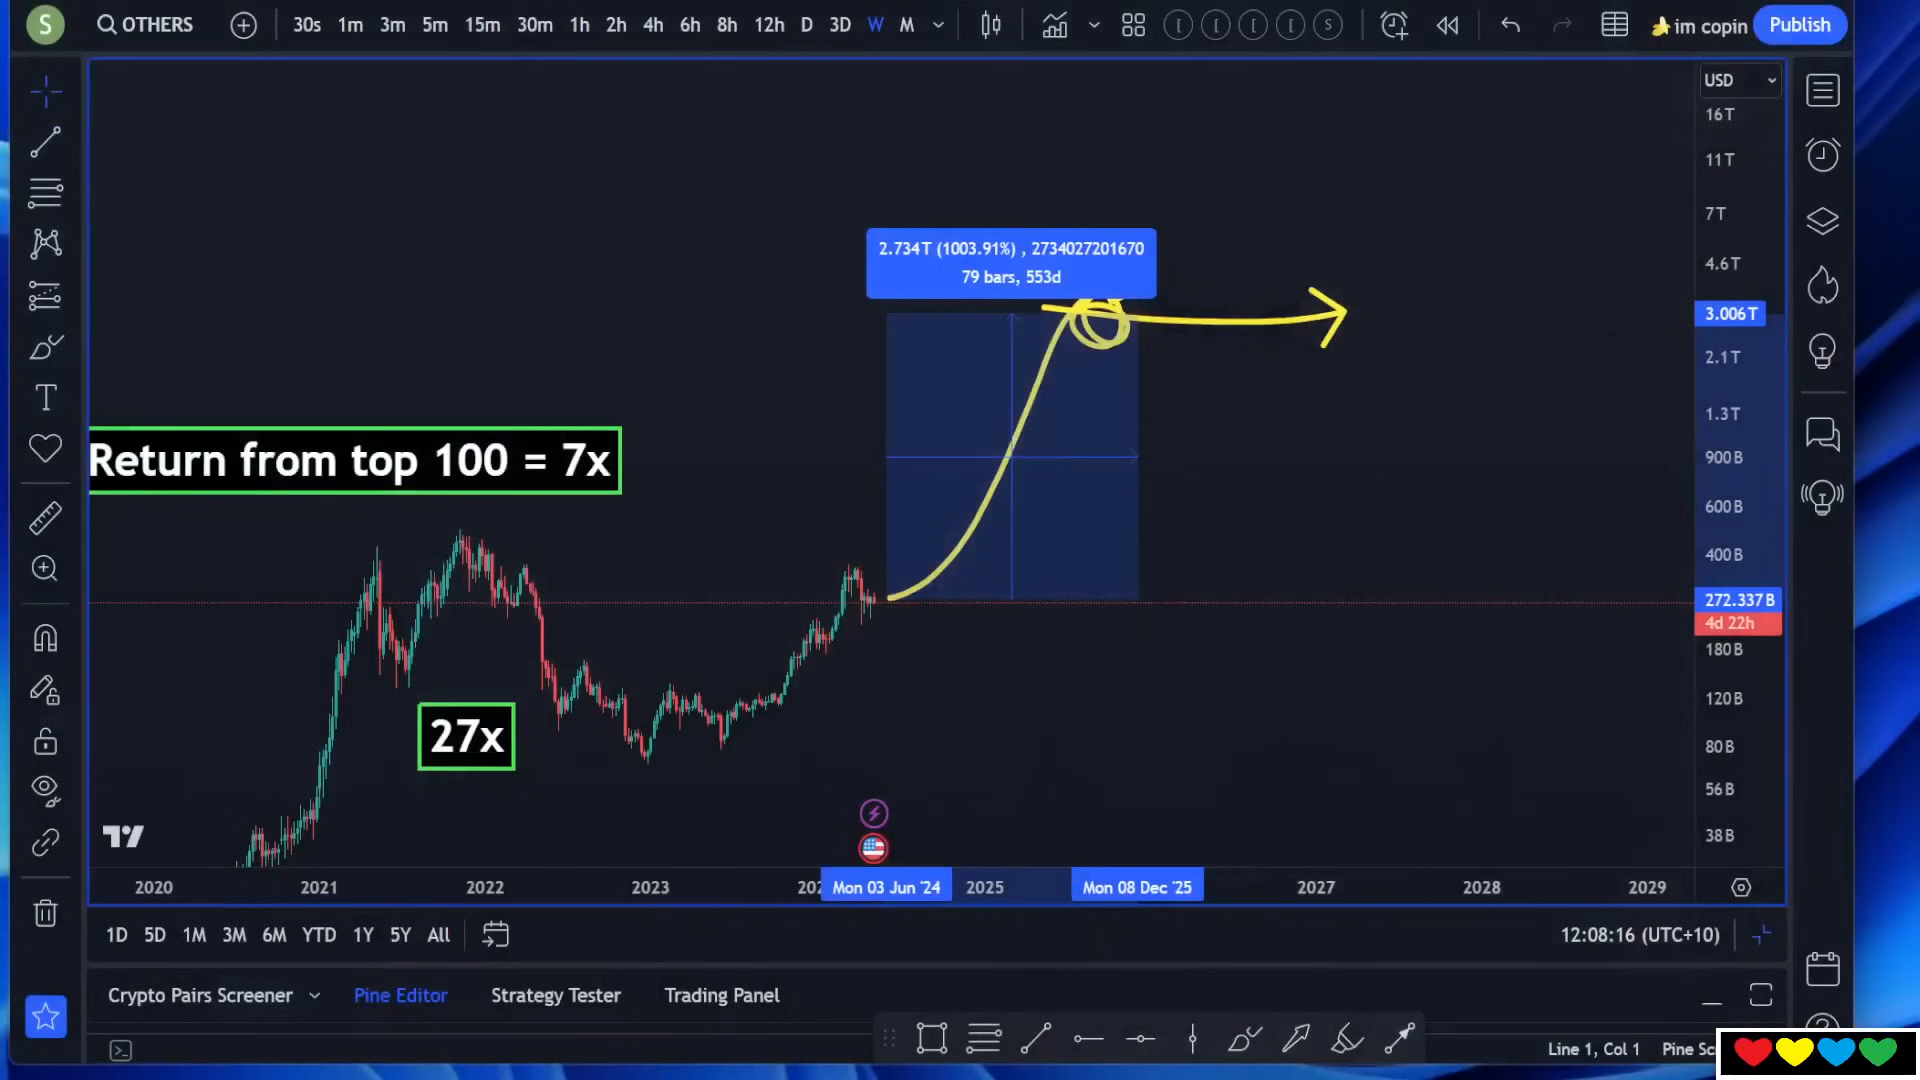 S
OTHERS
30s 1m 3m 5m 15m 30m 1h 2h 4h 6h 8h 12h D 3D W M
[ [ [ [ S
im copin
Publish
USD
16T
11T
7T
4.6T
3.006T
2.1T
1.3T
900B
600B
400B
272.337B
4d 22h
180B
120B
80B
56B
38B
2.734T (1003.91%) , 2734027201670
79 bars, 553d
Return from top 100 = 7x
27x
2020 2021 2022 2023 202 Mon 03 Jun '24 2025 Mon 08 Dec '25 2027 2028 2029
1D 5D 1M 3M 6M YTD 1Y 5Y All
12:08:16 (UTC+10)
Crypto Pairs Screener Pine Editor Strategy Tester Trading Panel
Line 1, Col 1 Pine Sc